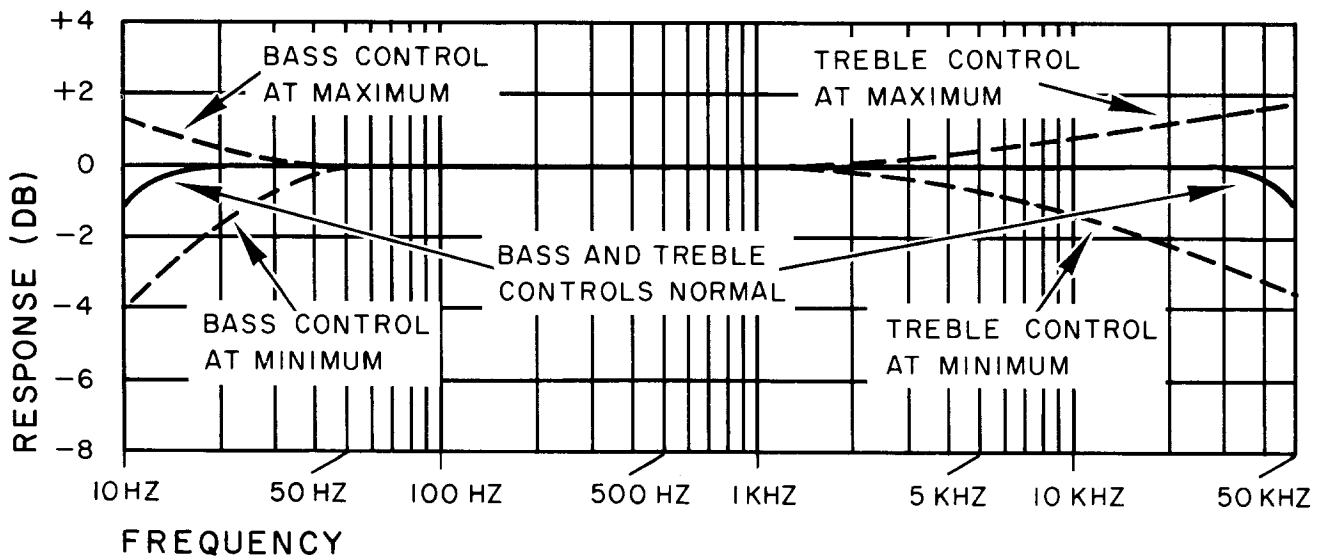 +4
+2
0
-2
-4
-6
-8
RESPONSE (DB)
BASS CONTROL
AT MAXIMUM
TREBLE CONTROL
AT MAXIMUM
BASS AND TREBLE
CONTROLS NORMAL
BASS CONTROL
AT MINIMUM
TREBLE CONTROL
AT MINIMUM
10HZ 50 HZ 100 HZ 500 HZ 1 KHZ 5 KHZ 10 KHZ 50 KHZ
FREQUENCY